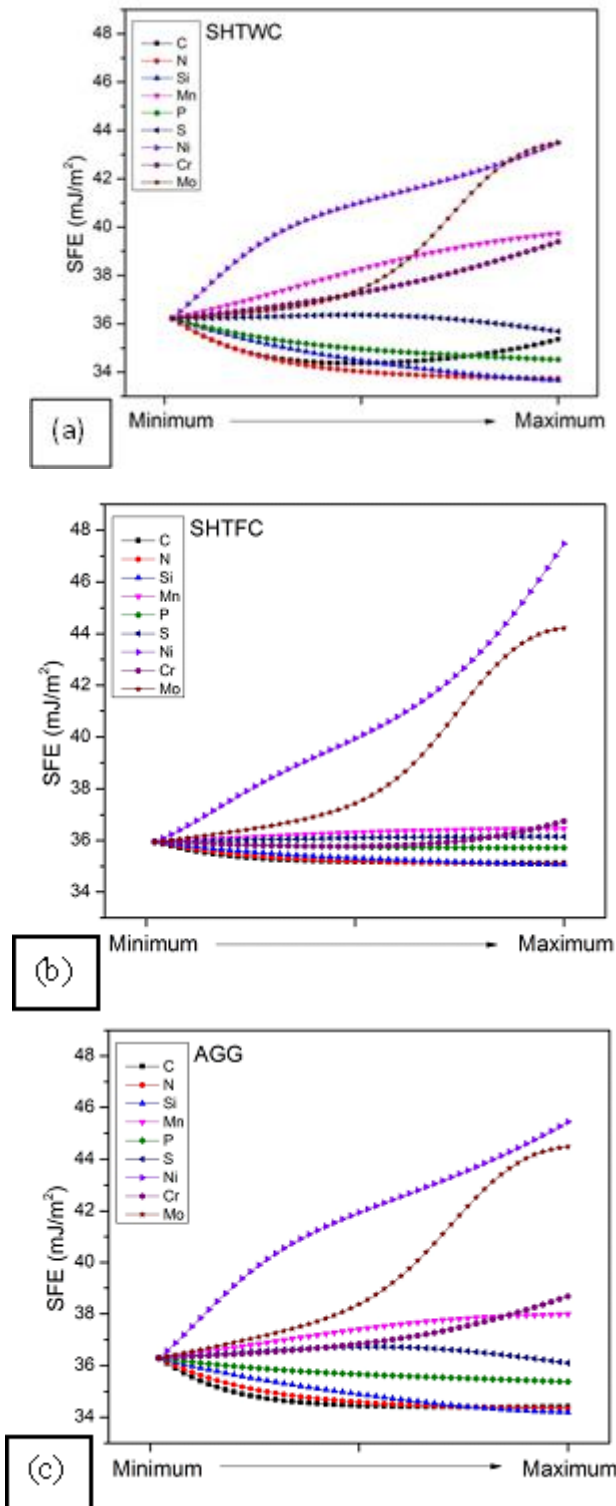 SHTWC
48
46
44
42
40
38
36
34
C
N
Si
Mn
P
S
Ni
Cr
Mo
SFE (mJ/m²)
Minimum Maximum
(a)
SHTFC
48
46
44
42
40
38
36
34
C
N
Si
Mn
P
S
Ni
Cr
Mo
SFE (mJ/m²)
Minimum Maximum
(b)
AGG
48
46
44
42
40
38
36
34
C
N
Si
Mn
P
S
Ni
Cr
Mo
SFE (mJ/m²)
Minimum Maximum
(c)